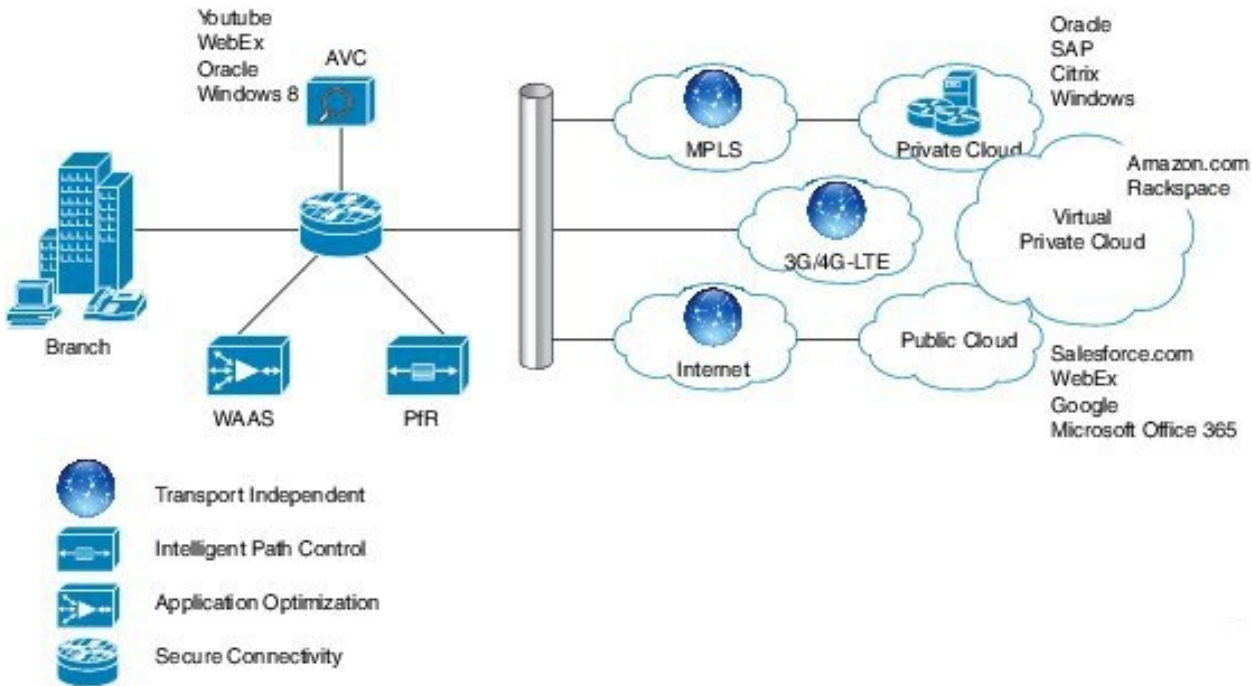 Youtube
WebEx
Oracle
Windows 8
AVC
Branch
WAAS
PfR
MPLS
Private Cloud
Oracle
SAP
Citrix
Windows
Amazon.com
Rackspace
Virtual
Private Cloud
3G/4G-LTE
Internet
Public Cloud
Salesforce.com
WebEx
Google
Microsoft Office 365
Transport Independent
Intelligent Path Control
Application Optimization
Secure Connectivity